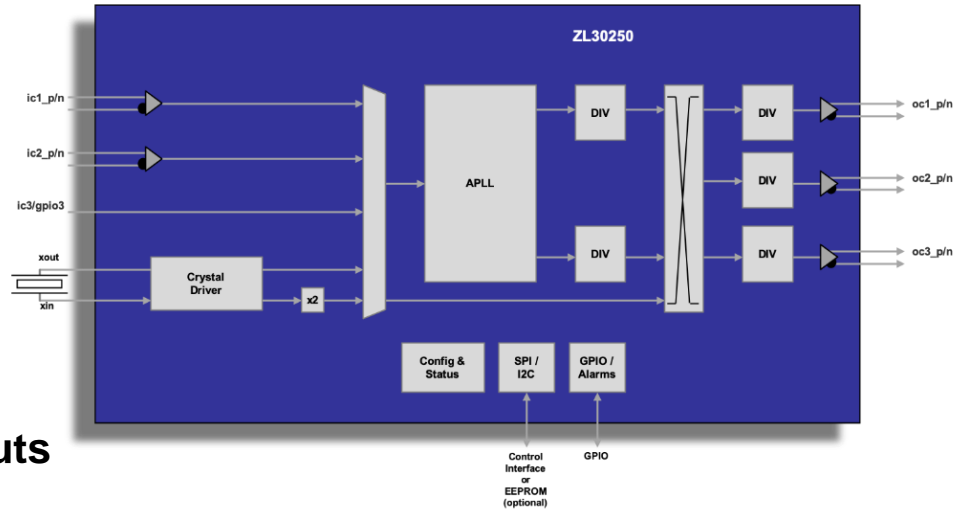 ZL30250
ic1_p/n
ic2_p/n
ic3/gpio3
xout
xin
Crystal
Driver
x2
APLL
DIV
DIV
DIV
DIV
DIV
oc1_p/n
oc2_p/n
oc3_p/n
Config &
Status
SPI /
I2C
GPIO /
Alarms
Control
Interface
or
EEPROM
(optional)
GPIO
uts